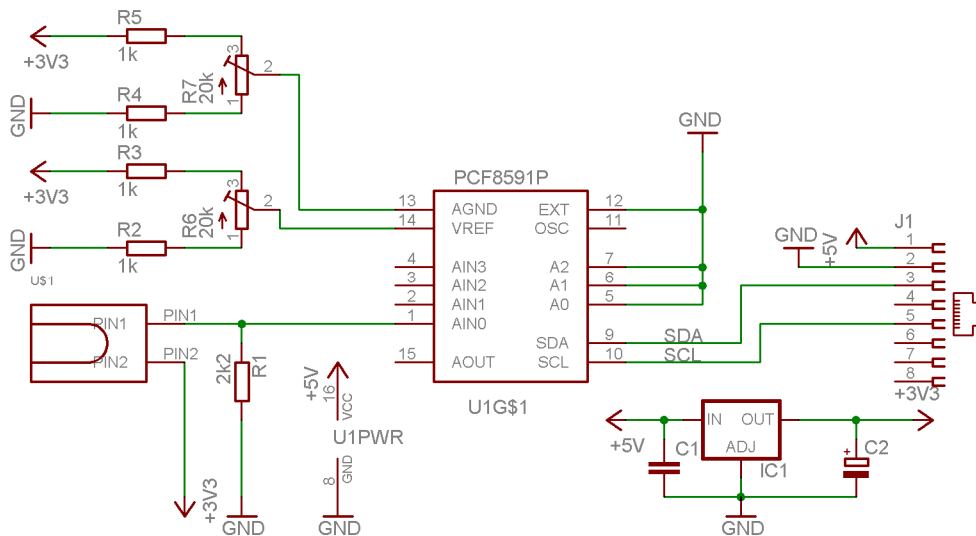 R5
+3V3
1k
3
2
R7
20k
1
R4
GND
1k
R3
+3V3
1k
3
2
R6
20k
1
R2
GND
1k
U$1
PIN1
PIN1
PIN2
PIN2
2k2
R1
+3V3
GND
+5V
16
VCC
U1PWR
8
GND
GND
PCF8591P
13
AGND
EXT
12
14
VREF
OSC
11
4
AIN3
A2
7
3
AIN2
A1
6
2
AIN1
A0
5
1
AIN0
SDA
9
SDA
15
AOUT
SCL
10
SCL
U1G$1
GND
J1
GND
+5V
1
2
3
4
5
6
7
8
+3V3
+5V
C1
IN
OUT
ADJ
IC1
+
C2
GND